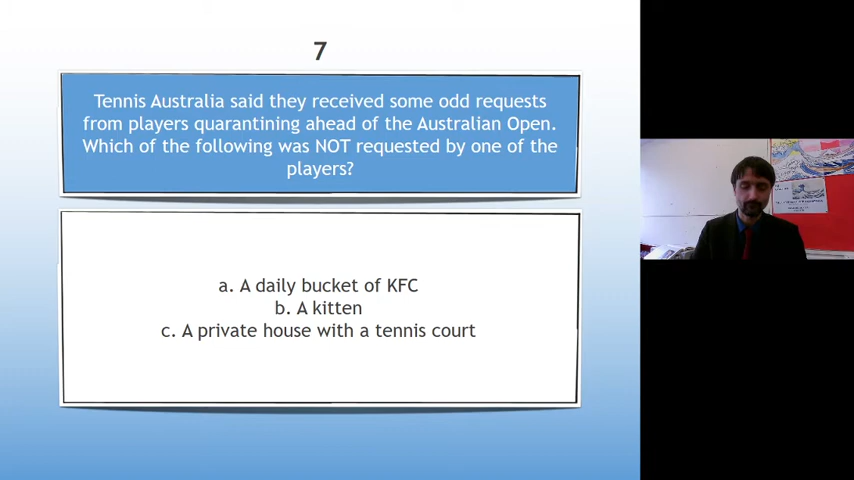 7
Tennis Australia said they received some odd requests
from players quarantining ahead of the Australian Open.
Which of the following was NOT requested by one of the
players?
a. A daily bucket of KFC
b. A kitten
c. A private house with a tennis court